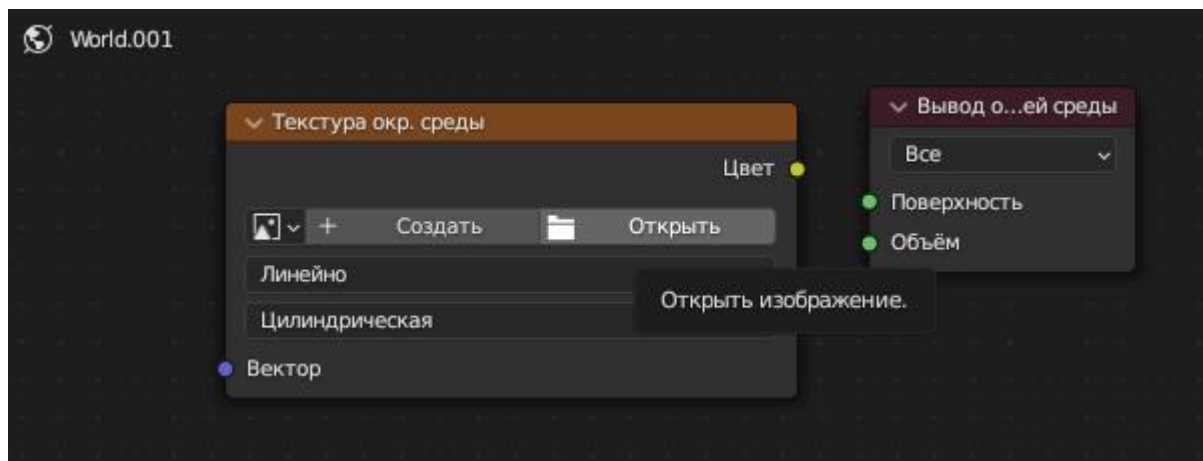 World.001
Текстура окр. среды
Вывод о...ей среды
Цвет
Все
Создать
Открыть
Поверхность
Объём
Линейно
Открыть изображение.
Цилиндрическая
Вектор